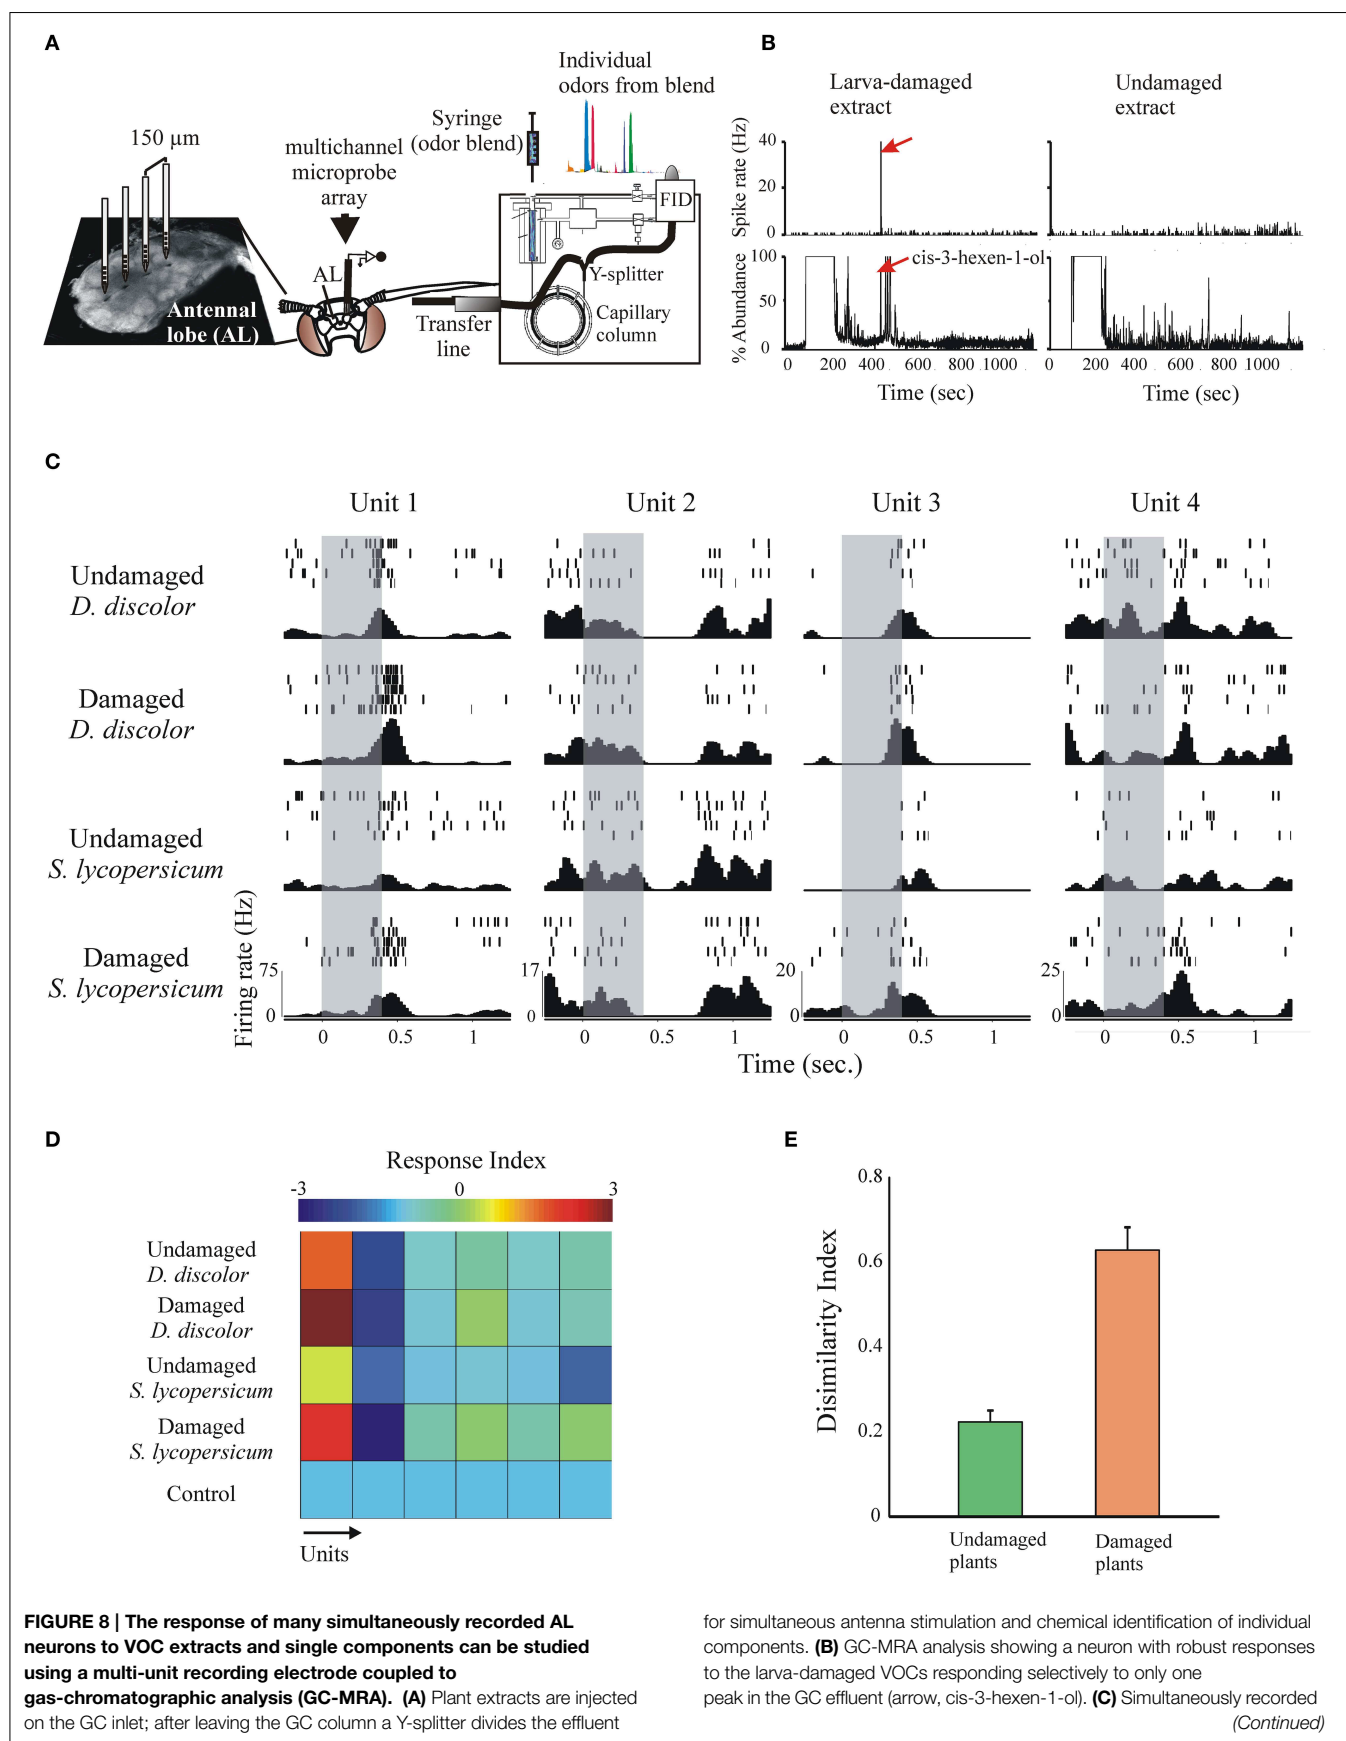 A
150 µm
multichannel
microprobe
array
AL
Antennal
lobe (AL)
Syringe
(odor blend)
Individual
odors from blend
FID
Y-splitter
Capillary
column
Transfer
line
B
Larva-damaged
extract
Undamaged
extract
Spike rate (Hz)
40
20
0
% Abundance
100
50
0
cis-3-hexen-1-ol
0 200 400 600 800 1000
0 200 400 600 800 1000
Time (sec)
Time (sec)
C
Unit 1
Unit 2
Unit 3
Unit 4
Undamaged
D. discolor
Damaged
D. discolor
Undamaged
S. lycopersicum
Damaged
S. lycopersicum
Firing rate (Hz)
75
0
17
0
20
0
25
0
0 0.5 1
0 0.5 1
0 0.5 1
0 0.5 1
Time (sec.)
D
Response Index
-3 0 3
Undamaged
D. discolor
Damaged
D. discolor
Undamaged
S. lycopersicum
Damaged
S. lycopersicum
Control
Units
E
Disimilarity Index
0.8
0.6
0.4
0.2
0
Undamaged
plants
Damaged
plants
FIGURE 8 | The response of many simultaneously recorded AL
neurons to VOC extracts and single components can be studied
using a multi-unit recording electrode coupled to
gas-chromatographic analysis (GC-MRA). (A) Plant extracts are injected
on the GC inlet; after leaving the GC column a Y-splitter divides the effluent
for simultaneous antenna stimulation and chemical identification of individual
components. (B) GC-MRA analysis showing a neuron with robust responses
to the larva-damaged VOCs responding selectively to only one
peak in the GC effluent (arrow, cis-3-hexen-1-ol). (C) Simultaneously recorded
(Continued)